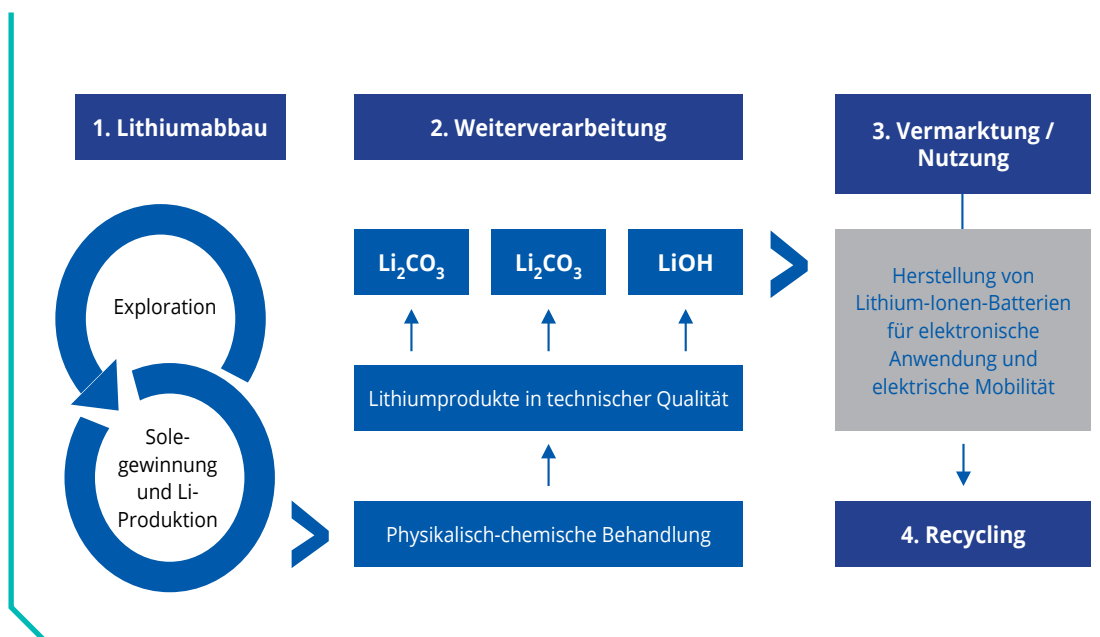 1. Lithiumabbau
Exploration
Sole-
gewinnung
und Li-
Produktion
2. Weiterverarbeitung
Li₂CO₃
Li₂CO₃
LiOH
Lithiumprodukte in technischer Qualität
Physikalisch-chemische Behandlung
3. Vermarktung /
Nutzung
Herstellung von
Lithium-Ionen-Batterien
für elektronische
Anwendung und
elektrische Mobilität
4. Recycling